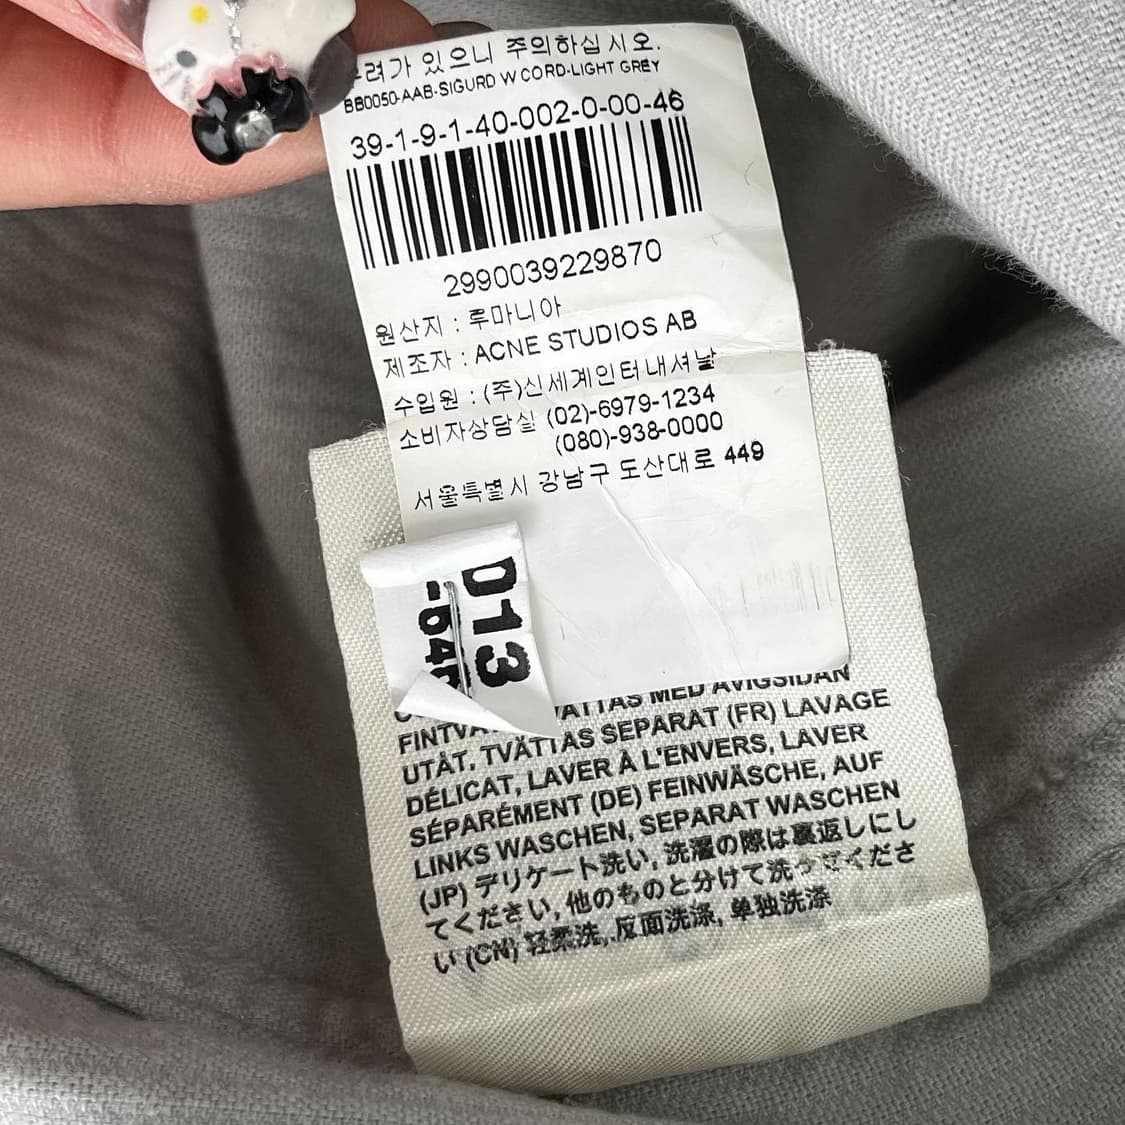 려가 있으니 주의하십시오.
BB0050-AAB-SIGURD W CORD-LIGHT GREY
39-1-9-1-40-002-0-00-46
2990039229870
원산지 : 루마니아
제조자 : ACNE STUDIOS AB
수입원 : (주)신세계인터내셔날
소비자상담실 (02)-6979-1234
(080)-938-0000
서울특별시 강남구 도산대로 449
D13
MED AVIGSIDAN
UTÅT, TVÄTTAS SEPARAT (FR) LAVAGE
DÉLICAT, LAVER À L'ENVERS, LAVER
SÉPARÉMENT (DE) FEINWÄSCHE, AUF
LINKS WASCHEN, SEPARAT WASCHEN
(JP) デリケート洗い, 洗濯の際は裏返しにし
てください, 他のものと分けて洗ってくださ
い (CN) 轻柔洗, 反面洗涤, 单独洗涤